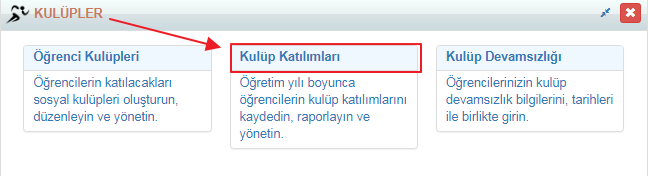 KULÜPLER
Öğrenci Kulüpleri
Öğrencilerin katılacakları
sosyal kulüpleri oluşturun,
düzenleyin ve yönetin.
Kulüp Katılımları
Öğretim yılı boyunca
öğrencilerin kulüp katılımlarını
kaydedin, raporlayın ve
yönetin.
Kulüp Devamsızlığı
Öğrencilerinizin kulüp
devamsızlık bilgilerini, tarihleri
ile birlikte girin.